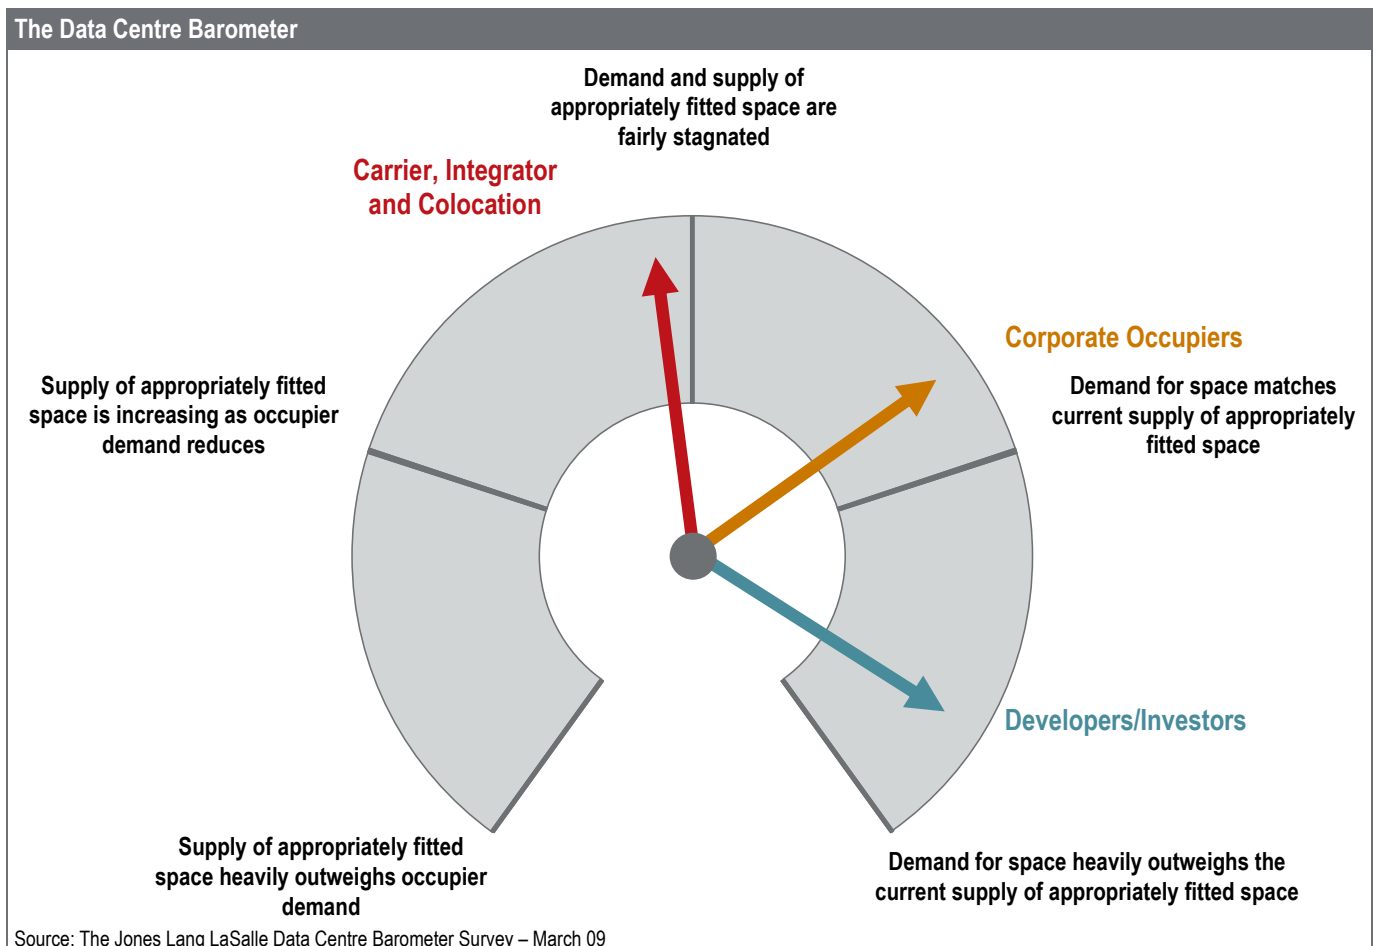 The Data Centre Barometer
Demand and supply of
appropriately fitted space are
fairly stagnated
Carrier, Integrator
and Colocation
Corporate Occupiers
Supply of appropriately fitted
space is increasing as occupier
demand reduces
Demand for space matches
current supply of appropriately
fitted space
Developers/Investors
Supply of appropriately fitted
space heavily outweighs occupier
demand
Demand for space heavily outweighs the
current supply of appropriately fitted space
Source: The Jones Lang LaSalle Data Centre Barometer Survey – March 09